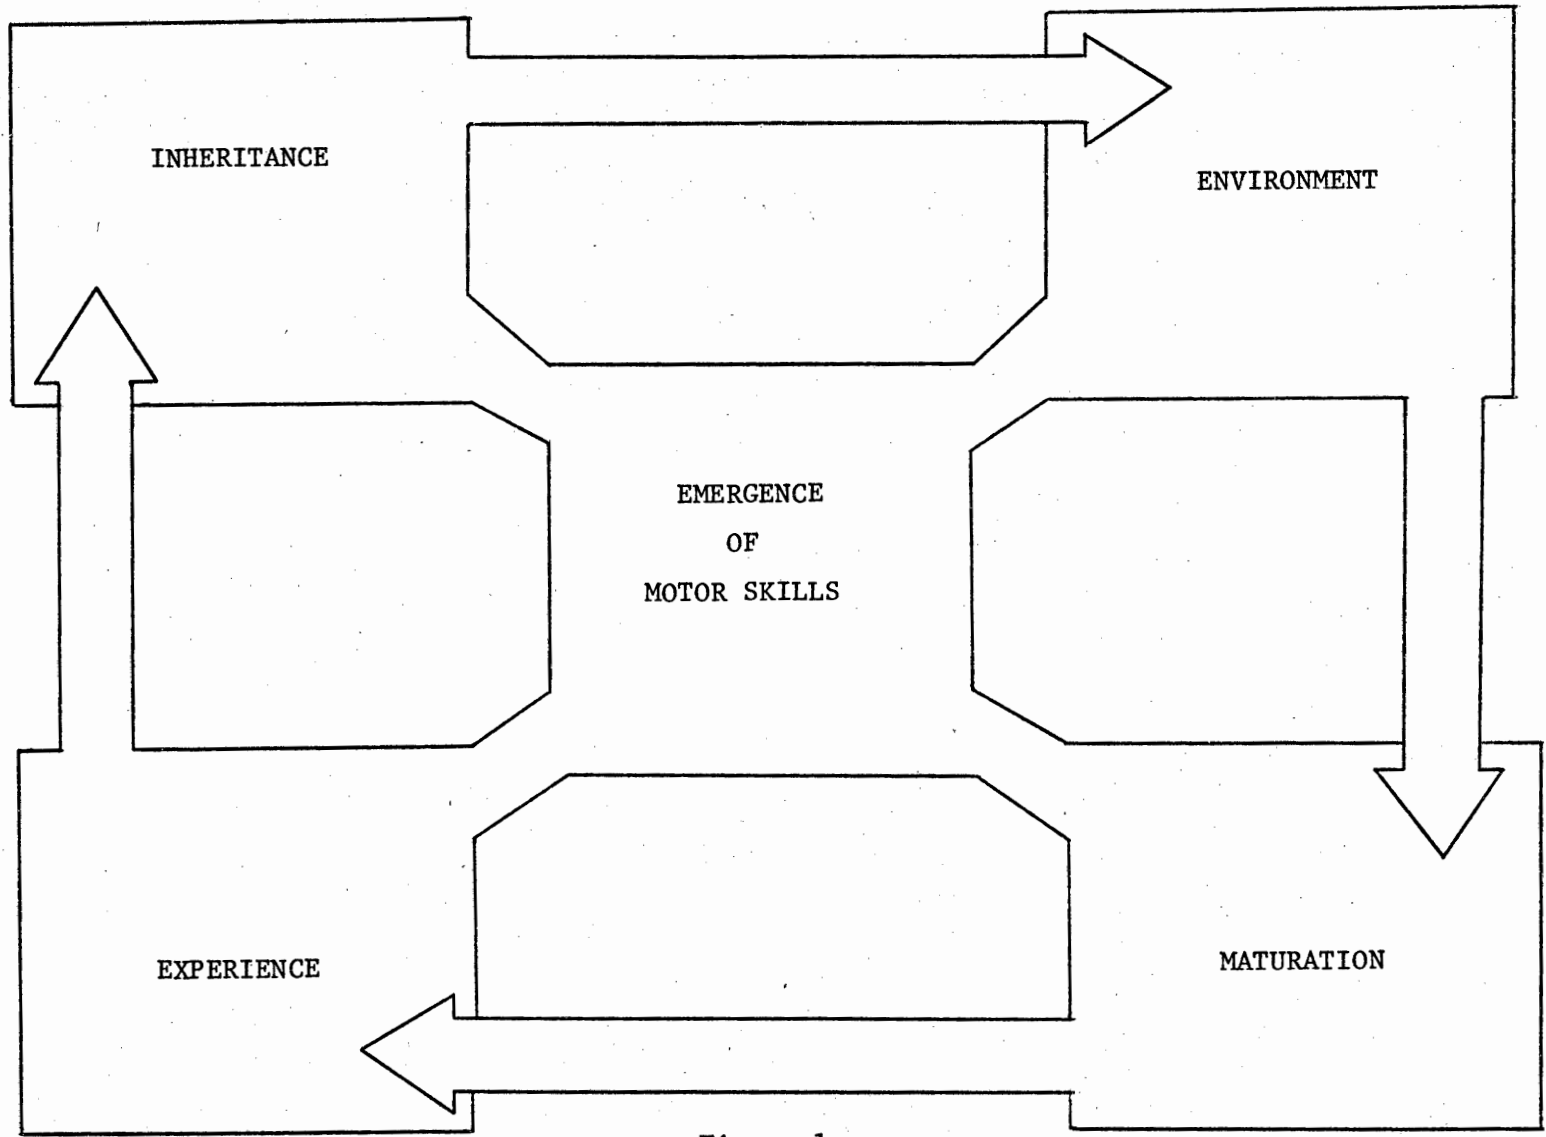 INHERITANCE
ENVIRONMENT
EMERGENCE
OF
MOTOR SKILLS
EXPERIENCE
MATURATION